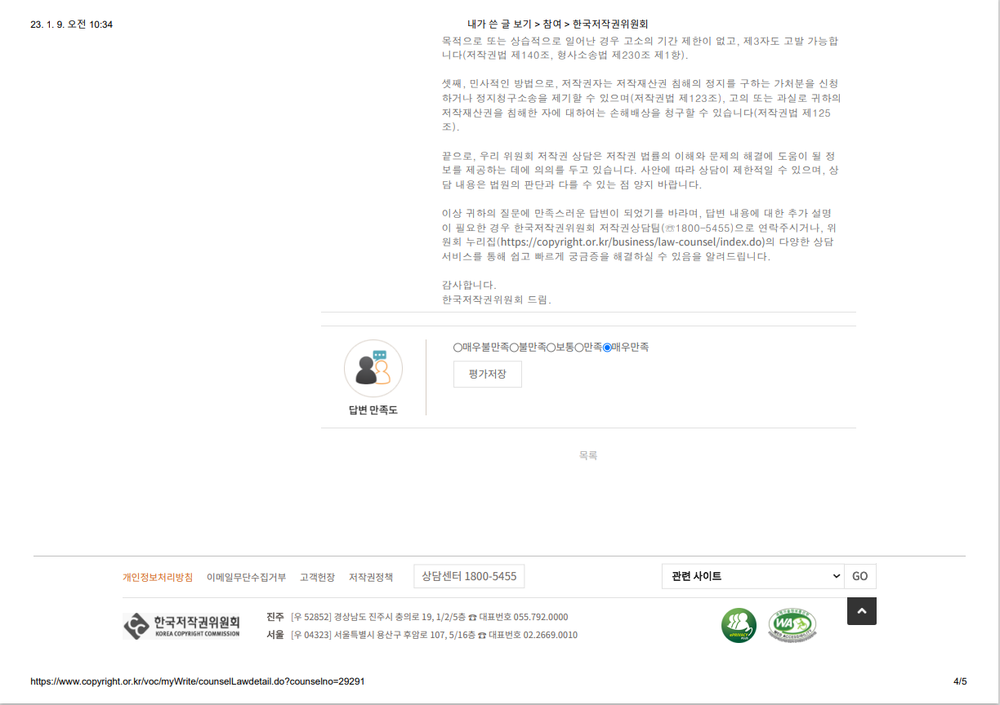 23. 1. 9. 오전 10:34
내가 쓴 글 보기 > 참여 > 한국저작권위원회
목적으로 또는 상습적으로 일어난 경우 고소의 기간 제한이 없고, 제3자도 고발 가능합
니다(저작권법 제140조, 형사소송법 제230조 제1항).
셋째, 민사적인 방법으로, 저작권자는 저작재산권 침해의 정지를 구하는 가처분을 신청
하거나 정지청구소송을 제기할 수 있으며(저작권법 제123조), 고의 또는 과실로 귀하의
저작재산권을 침해한 자에 대하여는 손해배상을 청구할 수 있습니다(저작권법 제125
조).
끝으로, 우리 위원회 저작권 상담은 저작권 법률의 이해와 문제의 해결에 도움이 될 정
보를 제공하는 데에 의의를 두고 있습니다. 사안에 따라 상담이 제한적일 수 있으며, 상
담 내용은 법원의 판단과 다를 수 있는 점 양지 바랍니다.
이상 귀하의 질문에 만족스러운 답변이 되었기를 바라며, 답변 내용에 대한 추가 설명
이 필요한 경우 한국저작권위원회 저작권상담팀(☏1800-5455)으로 연락주시거나, 위
원회 누리집(https://copyright.or.kr/business/law-counsel/index.do)의 다양한 상담
서비스를 통해 쉽고 빠르게 궁금증을 해결하실 수 있음을 알려드립니다.
감사합니다.
한국저작권위원회 드림.
매우불만족 불만족 보통 만족 매우만족
평가저장
답변 만족도
목록
개인정보처리방침 이메일무단수집거부 고객헌장 저작권정책 상담센터 1800-5455 관련 사이트 GO
한국저작권위원회
KOREA COPYRIGHT COMMISSION
진주 [우 52852] 경상남도 진주시 충의로 19, 1/2/5층 ☎ 대표번호 055.792.0000
서울 [우 04323] 서울특별시 용산구 후암로 107, 5/16층 ☎ 대표번호 02.2669.0010
ePRIVACY
PLUS
WA
WEB ACCESSIBILITY
https://www.copyright.or.kr/voc/myWrite/counselLawdetail.do?counselno=29291
4/5